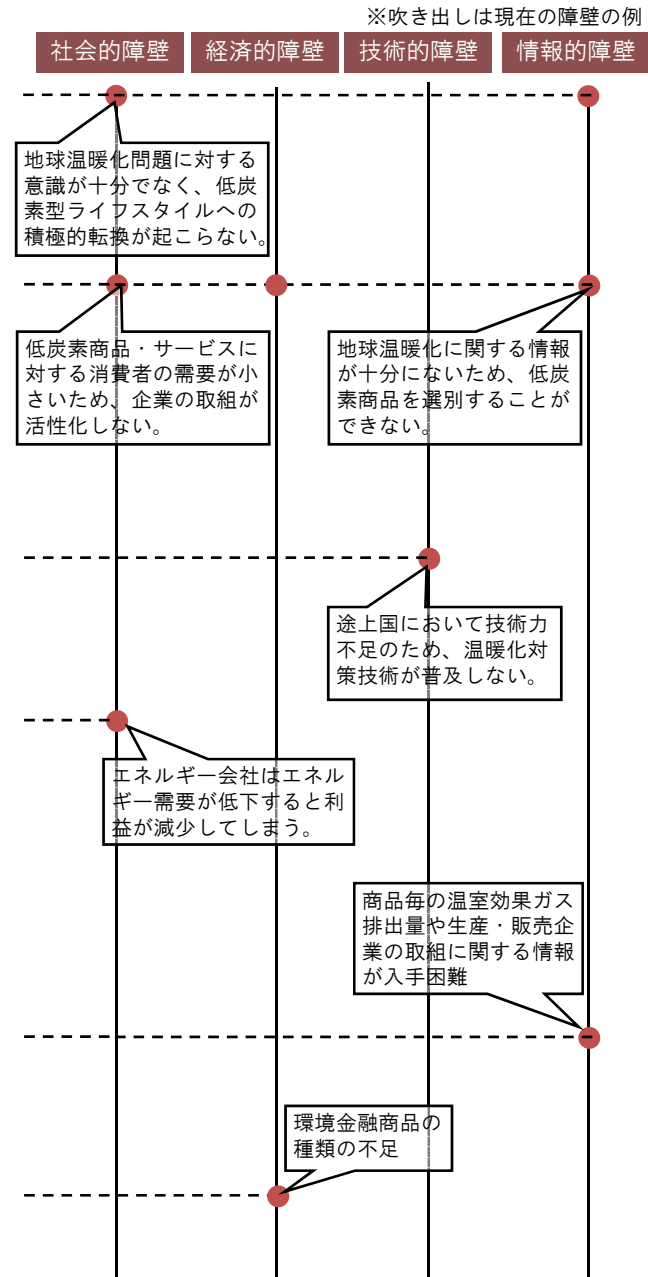 ※吹き出しは現在の障壁の例
社会的障壁
経済的障壁
技術的障壁
情報的障壁
地球温暖化問題に対する
意識が十分でなく、低炭
素型ライフスタイルへの
積極的転換が起こらない。
低炭素商品・サービスに
対する消費者の需要が小
さいため、企業の取組が
活性化しない。
地球温暖化に関する情報
が十分にないため、低炭
素商品を選別することが
できない。
途上国において技術力
不足のため、温暖化対
策技術が普及しない。
エネルギー会社はエネル
ギー需要が低下すると利
益が減少してしまう。
商品毎の温室効果ガス
排出量や生産・販売企
業の取組に関する情報
が入手困難
環境金融商品の
種類の不足